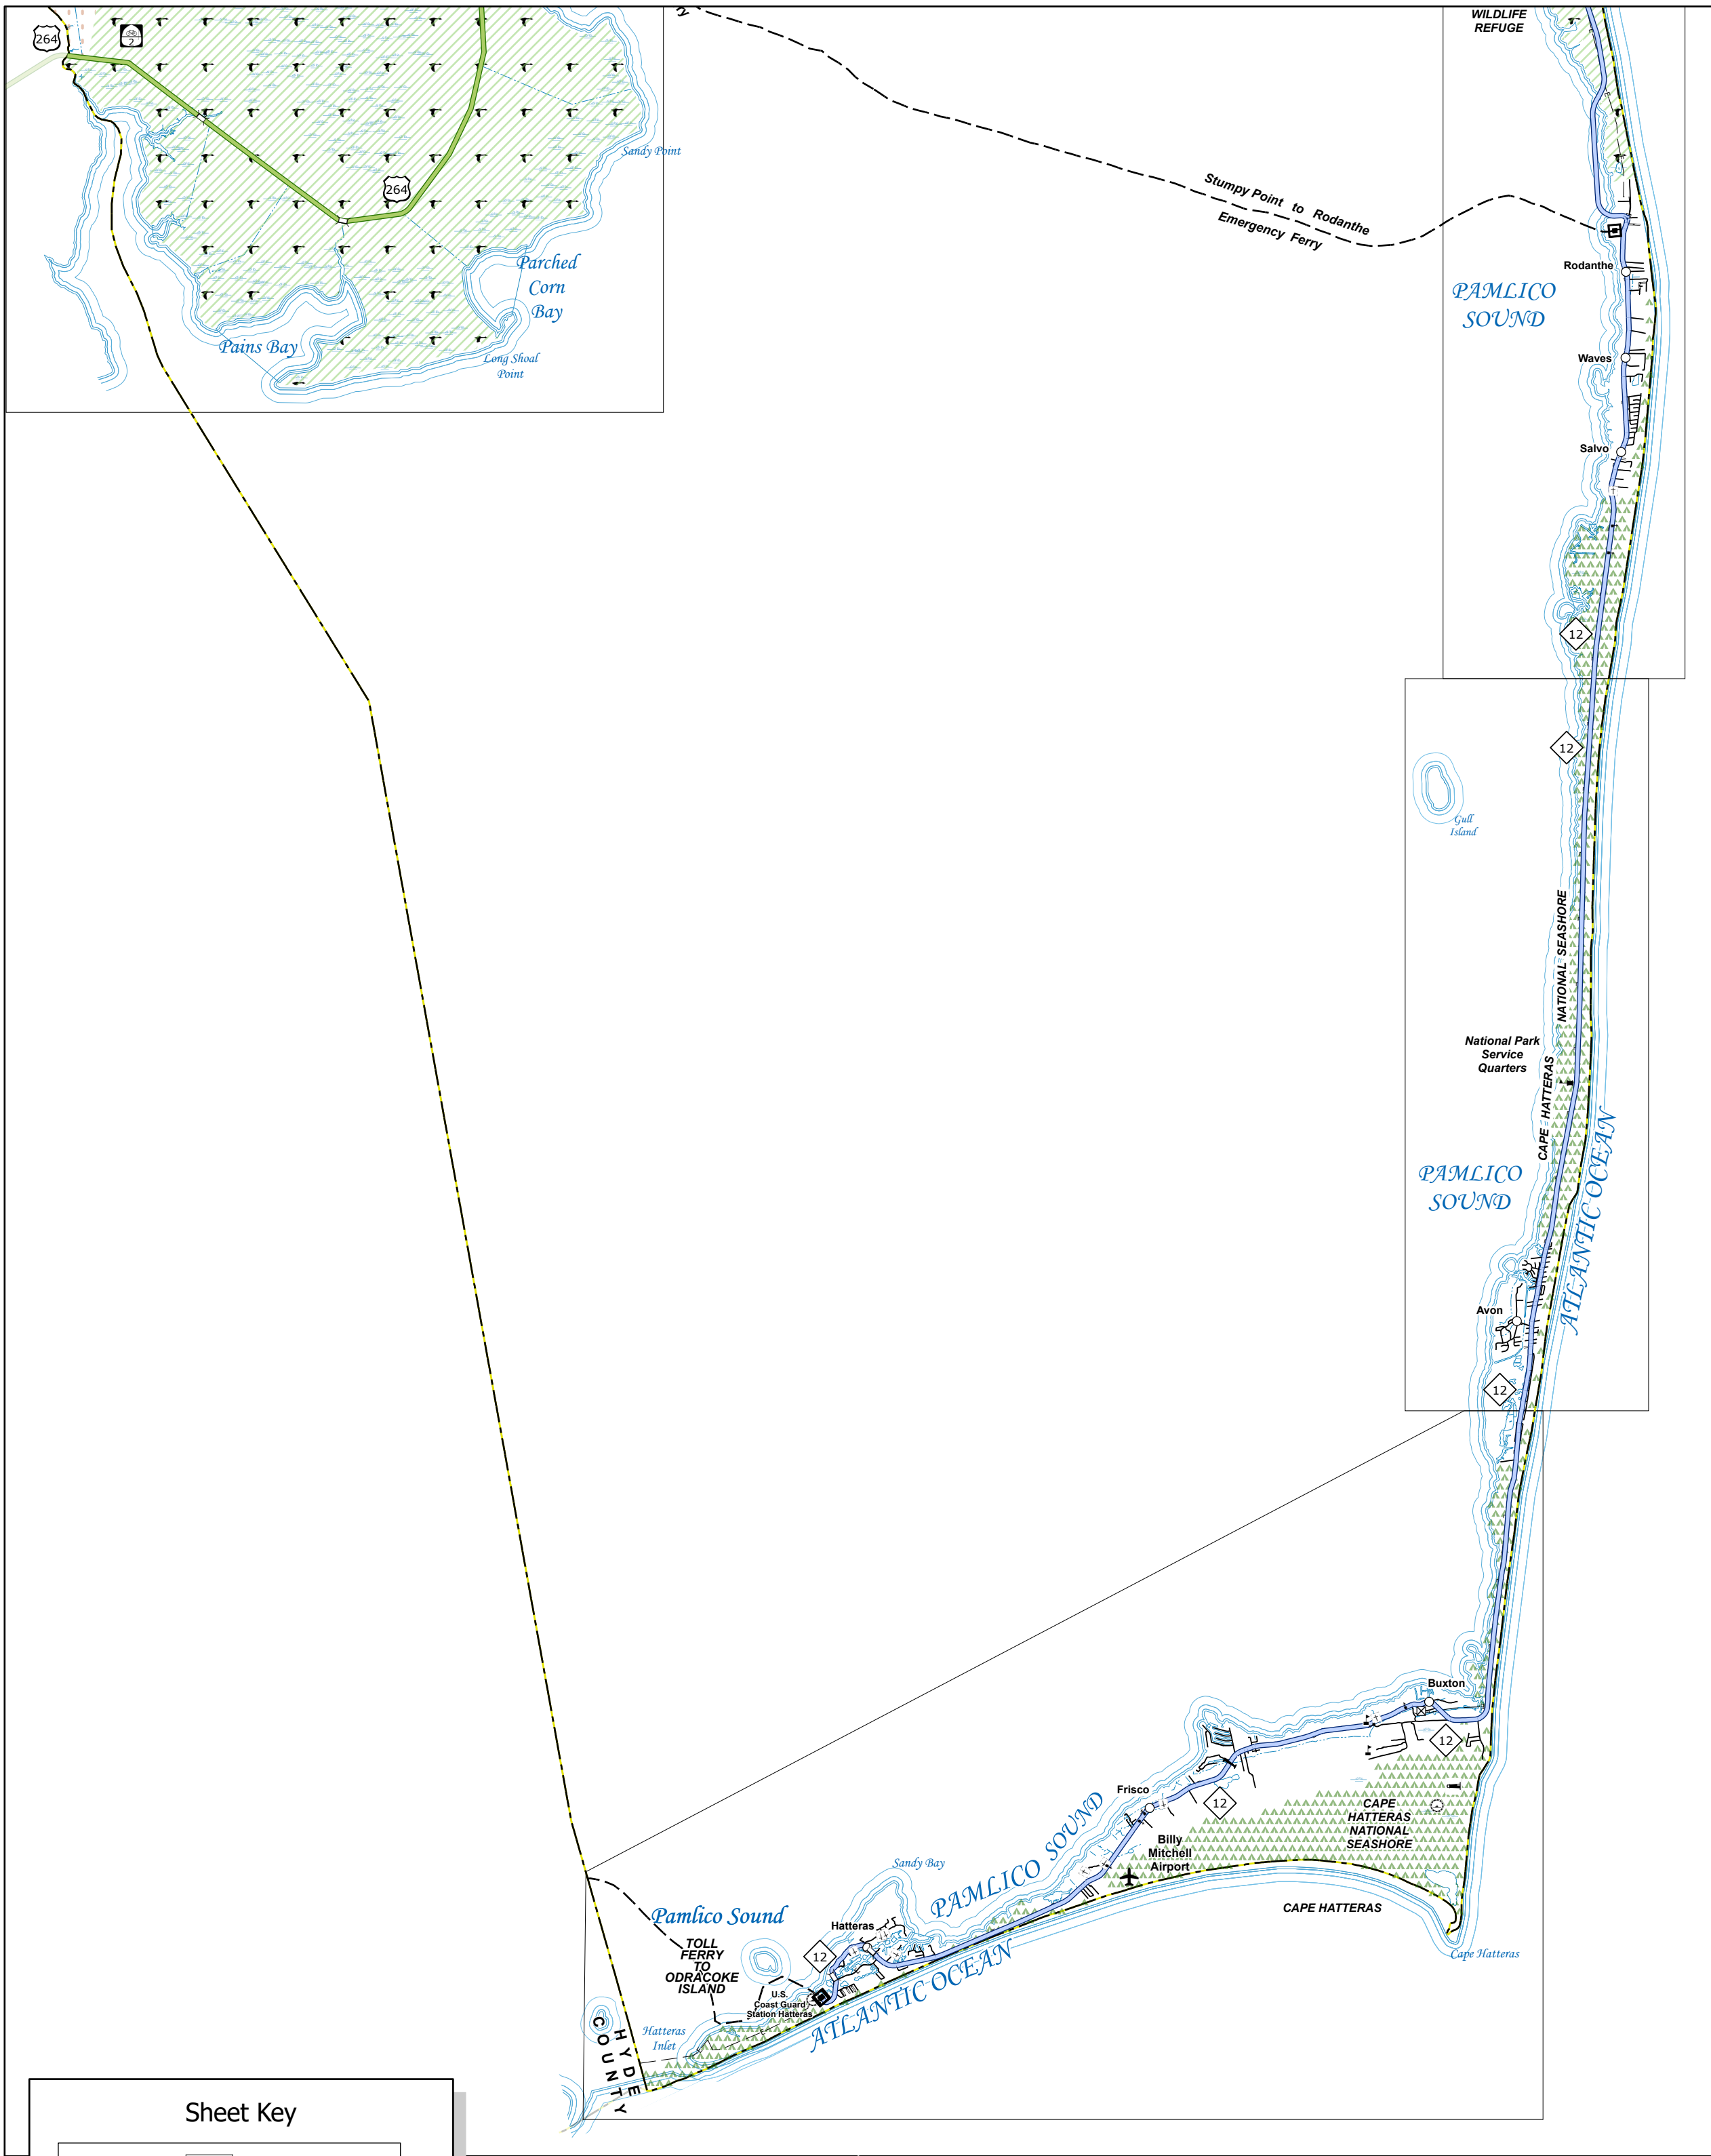 WILDLIFE
REFUGE
264
2
Sandy Point
264
Stumpy Point to Rodanthe
Emergency Ferry
Parched
Corn
Bay
Rodanthe
PAMLICO
SOUND
Pains Bay
Long Shoal
Point
Waves
Salvo
12
12
Gull
Island
NATIONAL SEASHORE
CAPE HATTERAS
National Park
Service
Quarters
PAMLICO
SOUND
ATLANTIC OCEAN
Avon
12
Buxton
12
Frisco
12
CAPE
HATTERAS
NATIONAL
SEASHORE
Billy
Mitchell
Airport
PAMLICO SOUND
Sandy Bay
CAPE HATTERAS
Cape Hatteras
Pamlico Sound
Hatteras
12
TOLL
FERRY
TO
ODRACOKE
ISLAND
U.S.
Coast Guard
Station Hatteras
ATLANTIC OCEAN
Hatteras
Inlet
HYDE
COUNTY
Sheet Key